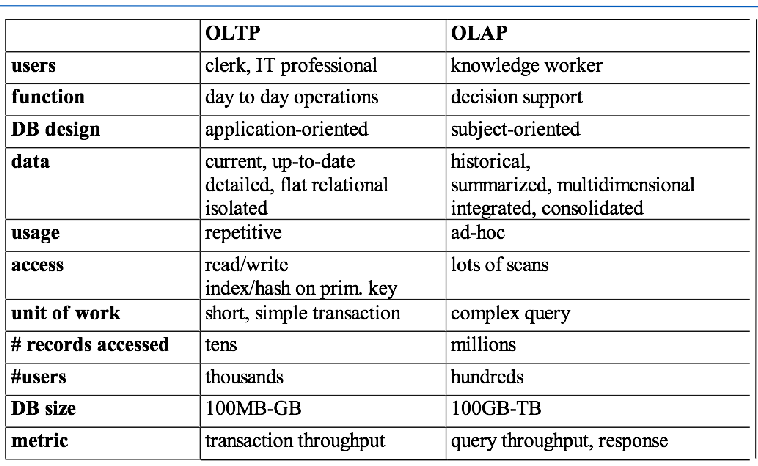 OLTP OLAP
users clerk, IT professional knowledge worker
function day to day operations decision support
DB design application-oriented subject-oriented
data current, up-to-date historical,
detailed, flat relational summarized, multidimensional
isolated integrated, consolidated
usage repetitive ad-hoc
access read/write lots of scans
index/hash on prim. key
unit of work short, simple transaction complex query
# records accessed tens millions
#users thousands hundreds
DB size 100MB-GB 100GB-TB
metric transaction throughput query throughput, response